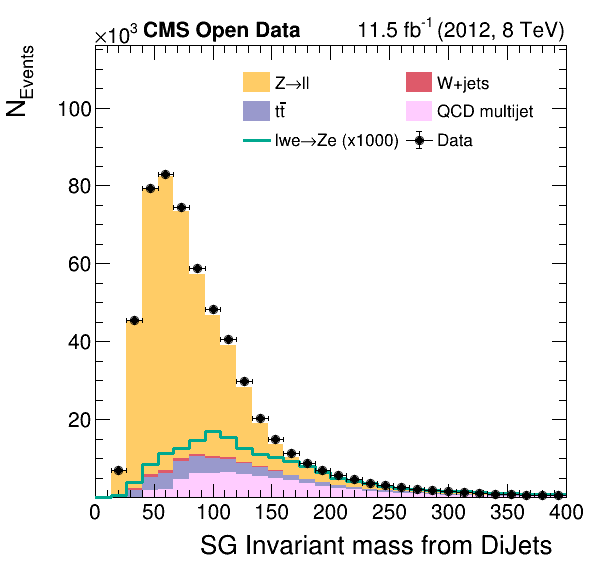 ×10³ CMS Open Data 11.5 fb⁻¹ (2012, 8 TeV)
N_Events
Z→ll W+jets
tt̄ QCD multijet
lwe→Ze (x1000) Data
100
80
60
40
20
0 50 100 150 200 250 300 350 400
SG Invariant mass from DiJets